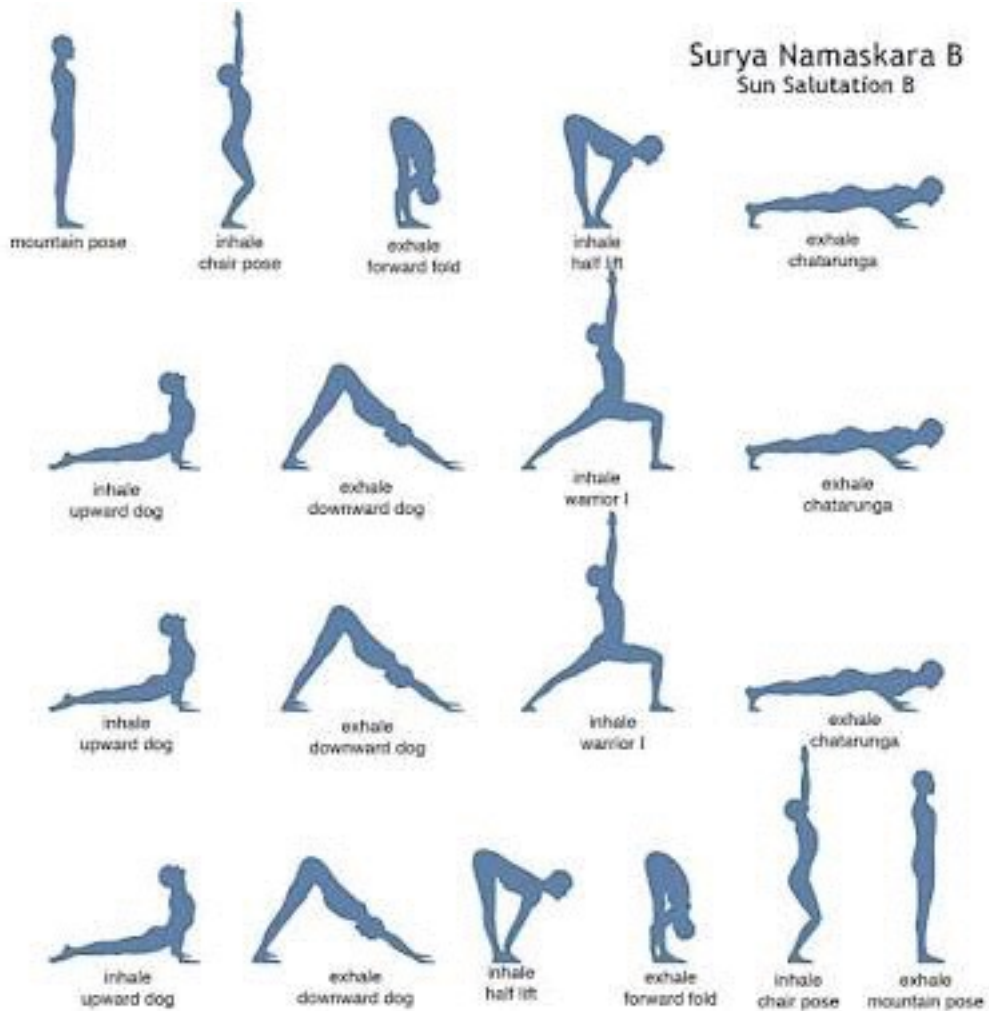 Surya Namaskara B
Sun Salutation B
mountain pose
inhale
chair pose
exhale
forward fold
inhale
half lift
exhale
chatarunga
inhale
upward dog
exhale
downward dog
inhale
warrior I
exhale
chatarunga
inhale
upward dog
exhale
downward dog
inhale
warrior I
exhale
chatarunga
inhale
upward dog
exhale
downward dog
inhale
half lift
exhale
forward fold
inhale
chair pose
exhale
mountain pose